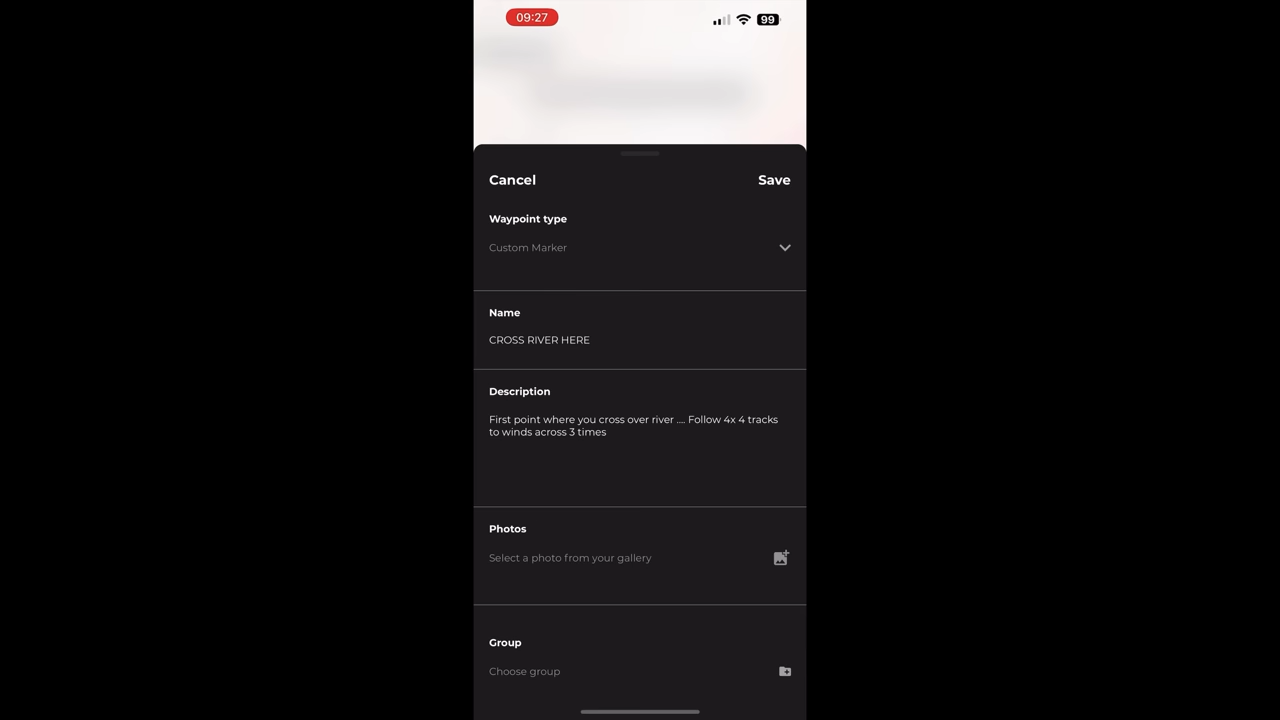 09:27
99
Cancel
Save
Waypoint type
Custom Marker
Name
CROSS RIVER HERE
Description
First point where you cross over river .... Follow 4x 4 tracks
to winds across 3 times
Photos
Select a photo from your gallery
Group
Choose group